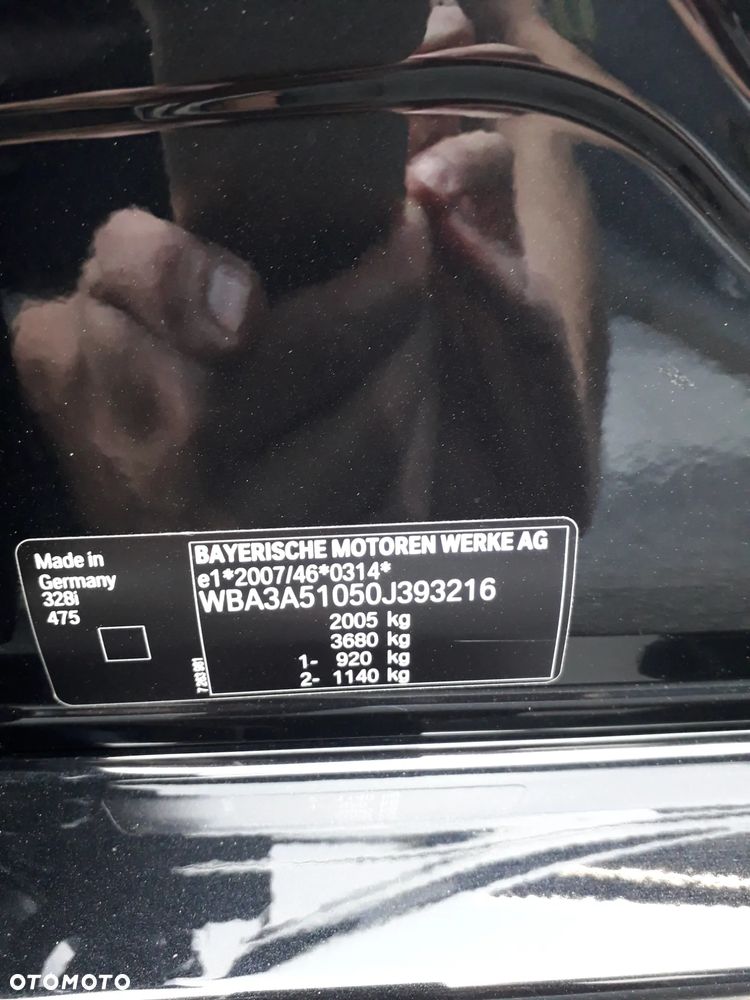 Made in
Germany
328i
475
BAYERISCHE MOTOREN WERKE AG
e1*2007/46*0314*
WBA3A51050J393216
2005 kg
3680 kg
1- 920 kg
2- 1140 kg
OTOMOTO